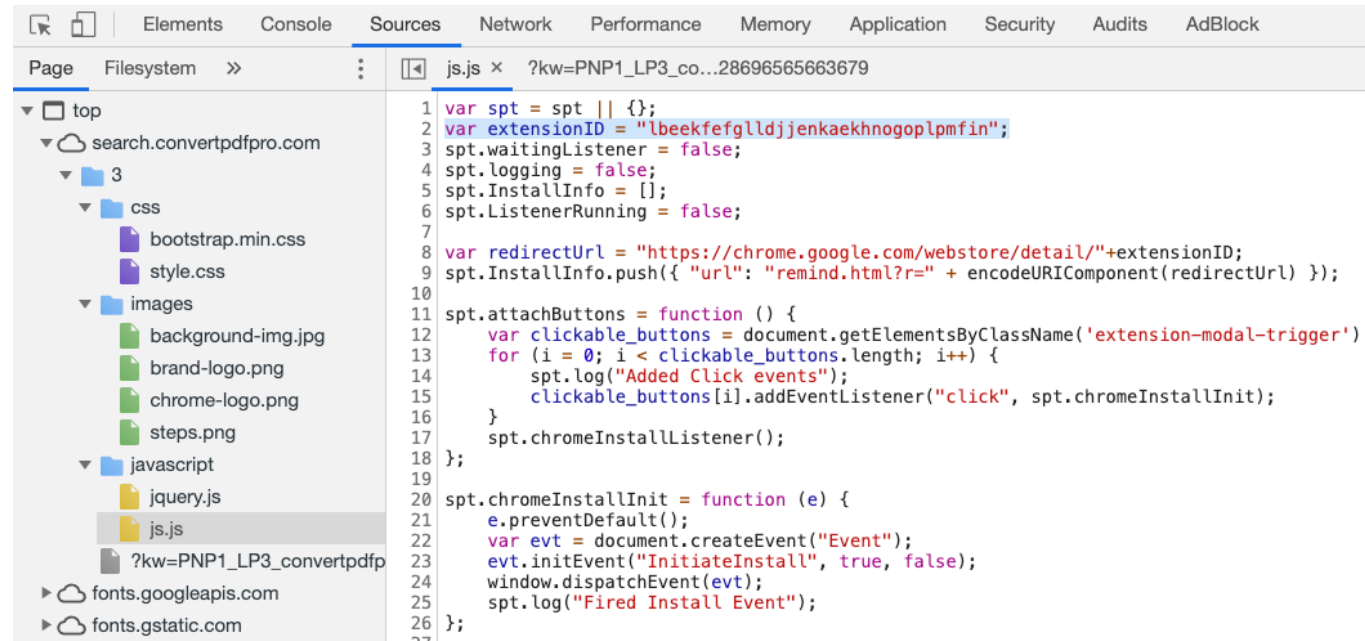 Elements Console Sources Network Performance Memory Application Security Audits AdBlock
Page Filesystem »
js.js × ?kw=PNP1_LP3_co...28696565663679
top
search.convertpdfpro.com
3
css
bootstrap.min.css
style.css
images
background-img.jpg
brand-logo.png
chrome-logo.png
steps.png
javascript
jquery.js
js.js
?kw=PNP1_LP3_convertpdfp
fonts.googleapis.com
fonts.gstatic.com
1 var spt = spt || {};
2 var extensionID = "lbeekfefglldjjenkaekhnogoplpmfin";
3 spt.waitingListener = false;
4 spt.logging = false;
5 spt.InstallInfo = [];
6 spt.ListenerRunning = false;
7
8 var redirectUrl = "https://chrome.google.com/webstore/detail/"+extensionID;
9 spt.InstallInfo.push({ "url": "remind.html?r=" + encodeURIComponent(redirectUrl) });
10
11 spt.attachButtons = function () {
12 var clickable_buttons = document.getElementsByClassName('extension-modal-trigger')
13 for (i = 0; i < clickable_buttons.length; i++) {
14 spt.log("Added Click events");
15 clickable_buttons[i].addEventListener("click", spt.chromeInstallInit);
16 }
17 spt.chromeInstallListener();
18 };
19
20 spt.chromeInstallInit = function (e) {
21 e.preventDefault();
22 var evt = document.createEvent("Event");
23 evt.initEvent("InitiateInstall", true, false);
24 window.dispatchEvent(evt);
25 spt.log("Fired Install Event");
26 };